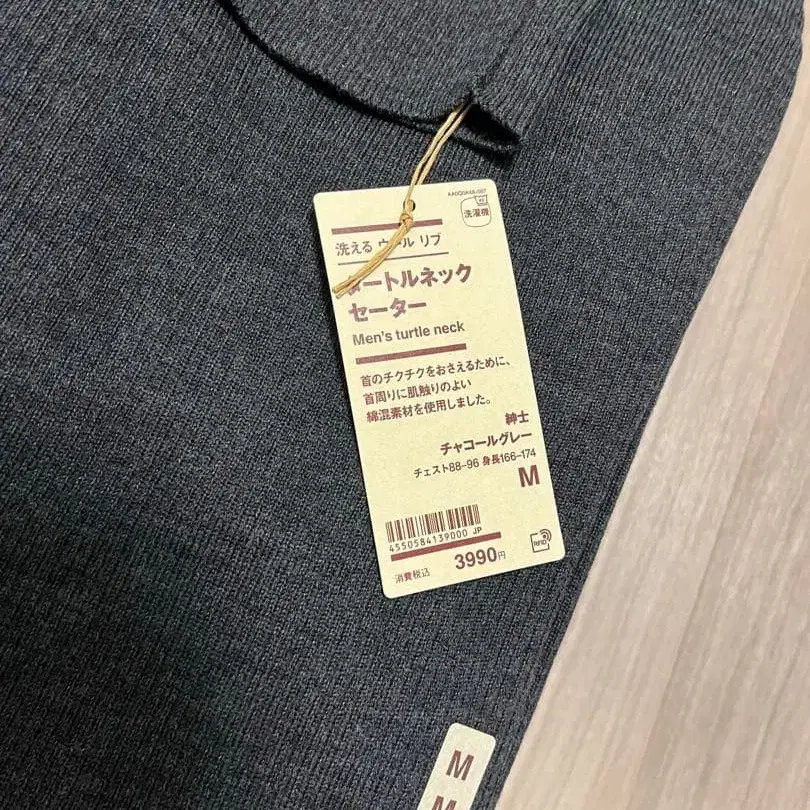 洗濯機
洗える ウール リブ
タートルネック
セーター
Men's turtle neck
首のチクチクをおさえるために、
首周りに肌触りのよい
綿混素材を使用しました。
紳士
チャコールグレー
チェスト88-96 身長166-174
M
4550584139000 JP
RFID
消費税込 3990円
M
M